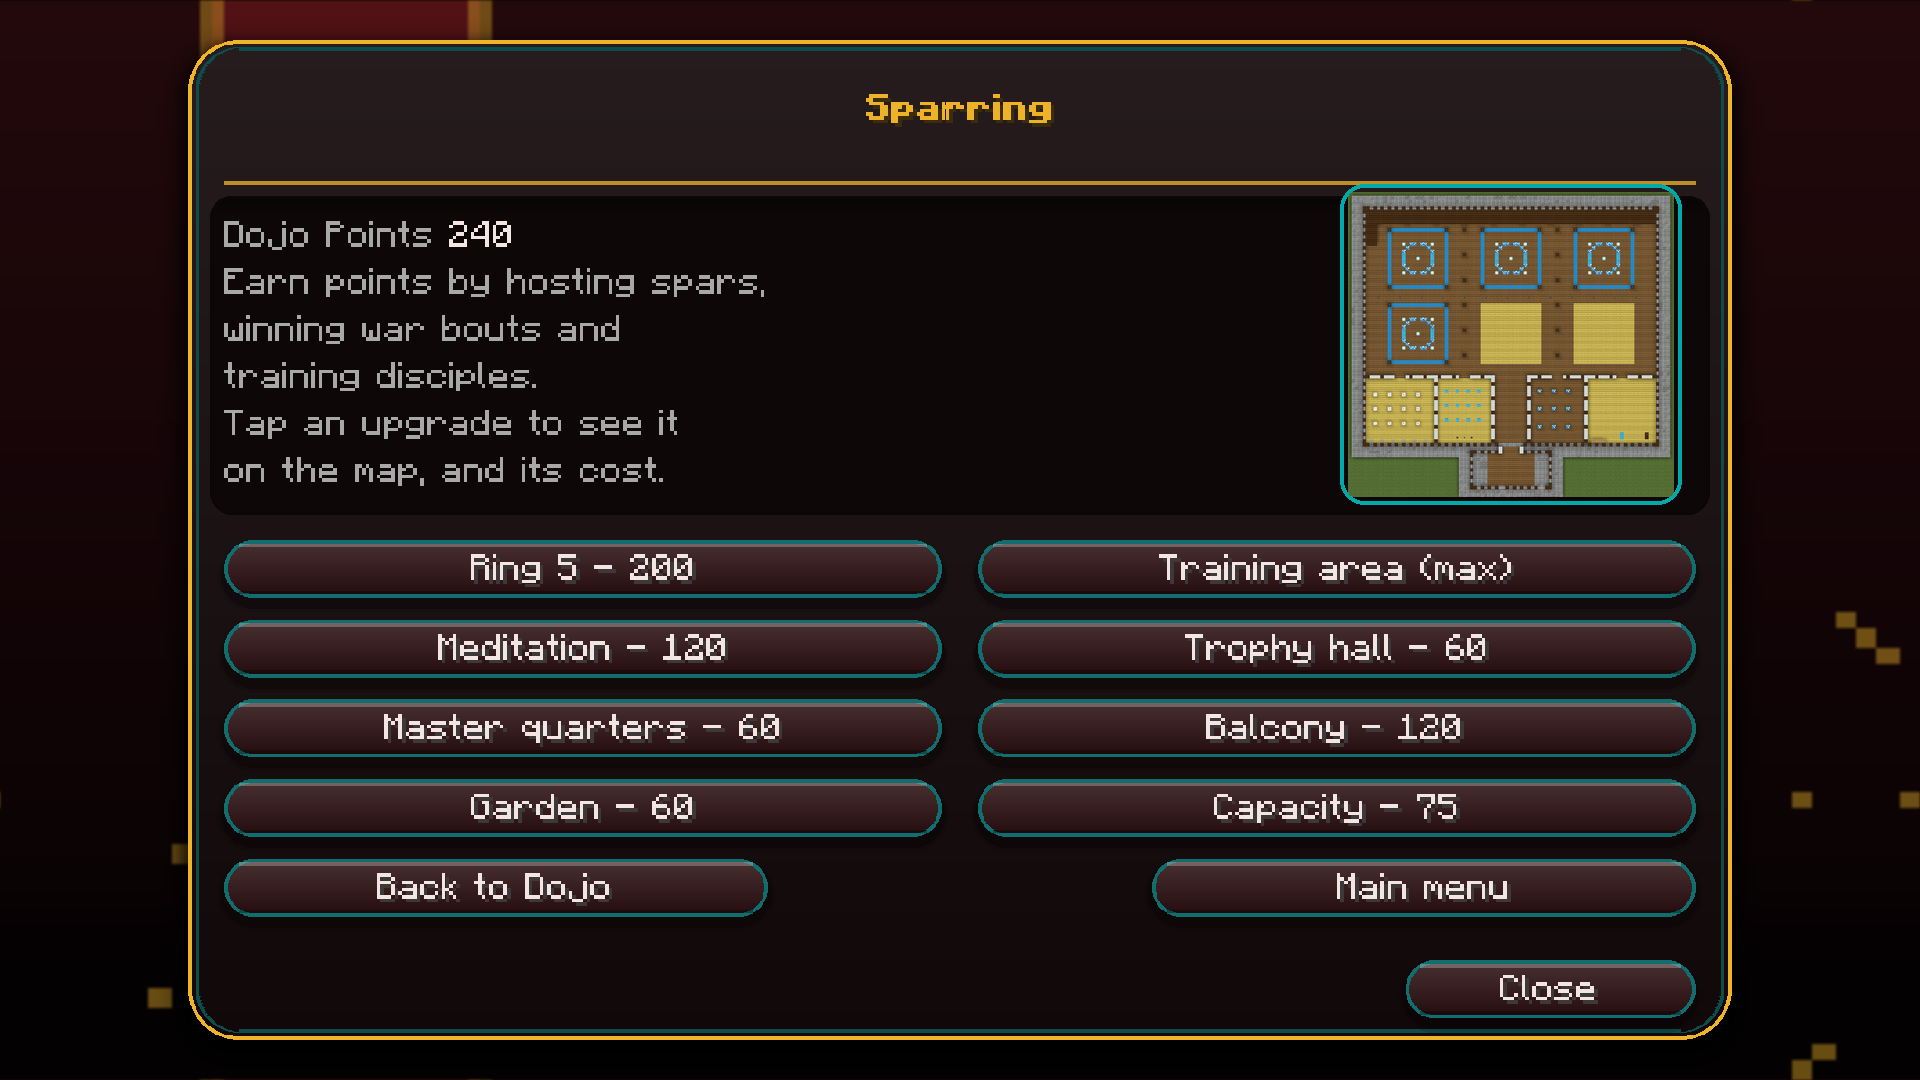 Sparring
Dojo Points 240
Earn points by hosting spars,
winning war bouts and
training disciples.
Tap an upgrade to see it
on the map, and its cost.
Ring 5 - 200
Training area (max)
Meditation - 120
Trophy hall - 60
Master quarters - 60
Balcony - 120
Garden - 60
Capacity - 75
Back to Dojo
Main menu
Close